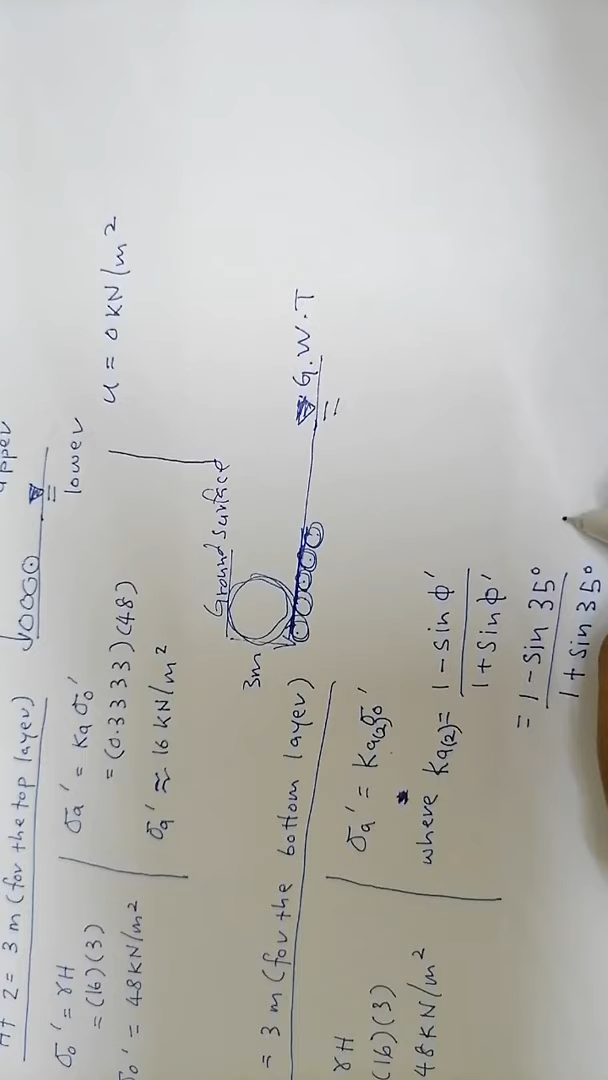 At z = 3 m (for the top layer)
σo' = γH
= (16)(3)
σo' = 48 KN/m²
σa' = Ka σo'
= (0.3333)(48)
σa' ≈ 16 KN/m²
u = 0 KN/m²
upper
lower
= 3 m (for the bottom layer)
Ground surface
3m
G.W.T
γH
(16)(3)
48 KN/m²
σa' = Ka(2)σo'
where Ka(2) = 1 - sin φ' / 1 + sin φ'
= 1 - sin 35° / 1 + sin 35°